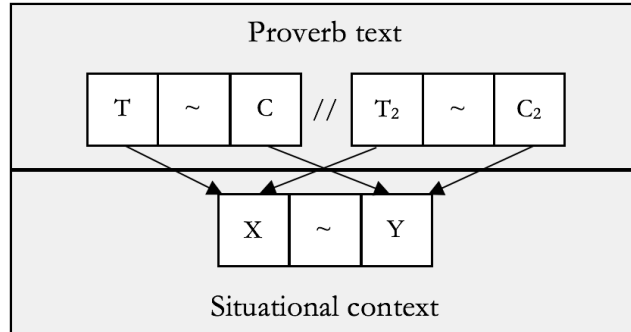 Proverb text
T ~ C // T₂ ~ C₂
X ~ Y
Situational context